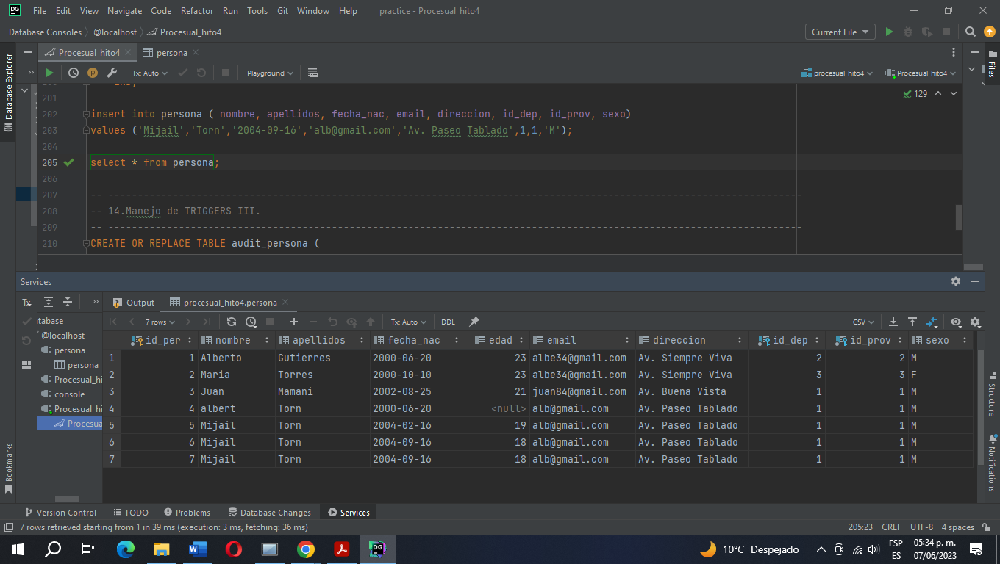 DG File Edit View Navigate Code Refactor Run Tools Git Window Help practice - Procesual_hito4
Database Consoles @localhost Procesual_hito4 Current File
Procesual_hito4 persona
Tx: Auto Playground procesual_hito4 Procesual_hito4
Database Explorer
Files
129
201
202 insert into persona ( nombre, apellidos, fecha_nac, email, direccion, id_dep, id_prov, sexo)
203 values ('Mijail','Torn','2004-09-16','alb@gmail.com','Av. Paseo Tablado',1,1,'M');
204
205 select * from persona;
206
207 -- ----------------------------------------------------------------------------------------------------------------------
208 -- 14.Manejo de TRIGGERS III.
209 -- ----------------------------------------------------------------------------------------------------------------------
210 CREATE OR REPLACE TABLE audit_persona (
Services
Tx Output procesual_hito4.persona
7 rows Tx: Auto DDL CSV
tabase
@localhost
persona
persona
Procesual_hi
console
Procesual_hi
Procesua
id_per nombre apellidos fecha_nac edad email direccion id_dep id_prov sexo
1 1 Alberto Gutierres 2000-06-20 23 albe34@gmail.com Av. Siempre Viva 2 2 M
2 2 Maria Torres 2000-10-10 23 albe34@gmail.com Av. Siempre Viva 3 3 F
3 3 Juan Mamani 2002-08-25 21 juan84@gmail.com Av. Buena Vista 1 1 M
4 4 albert Torn 2000-06-20 <null> alb@gmail.com Av. Paseo Tablado 1 1 M
5 5 Mijail Torn 2004-02-16 19 alb@gmail.com Av. Paseo Tablado 1 1 M
6 6 Mijail Torn 2004-09-16 18 alb@gmail.com Av. Paseo Tablado 1 1 M
7 7 Mijail Torn 2004-09-16 18 alb@gmail.com Av. Paseo Tablado 1 1 M
Structure
Notifications
Bookmarks
Version Control TODO Problems Database Changes Services
7 rows retrieved starting from 1 in 39 ms (execution: 3 ms, fetching: 36 ms) 205:23 CRLF UTF-8 4 spaces
10°C Despejado ESP 05:34 p. m.
ES 07/06/2023